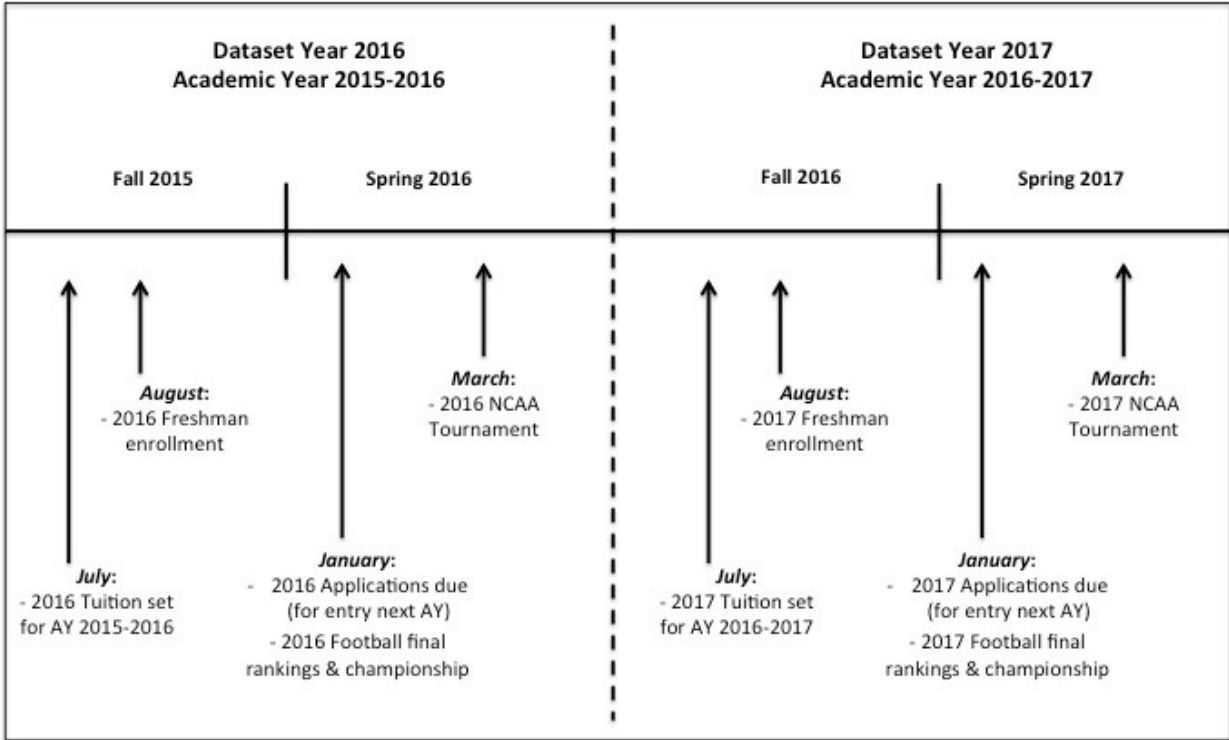 Dataset Year 2016
Academic Year 2015-2016
Fall 2015
Spring 2016
July:
- 2016 Tuition set
for AY 2015-2016
August:
- 2016 Freshman
enrollment
January:
- 2016 Applications due
(for entry next AY)
- 2016 Football final
rankings & championship
March:
- 2016 NCAA
Tournament
Dataset Year 2017
Academic Year 2016-2017
Fall 2016
Spring 2017
July:
- 2017 Tuition set
for AY 2016-2017
August:
- 2017 Freshman
enrollment
January:
- 2017 Applications due
(for entry next AY)
- 2017 Football final
rankings & championship
March:
- 2017 NCAA
Tournament